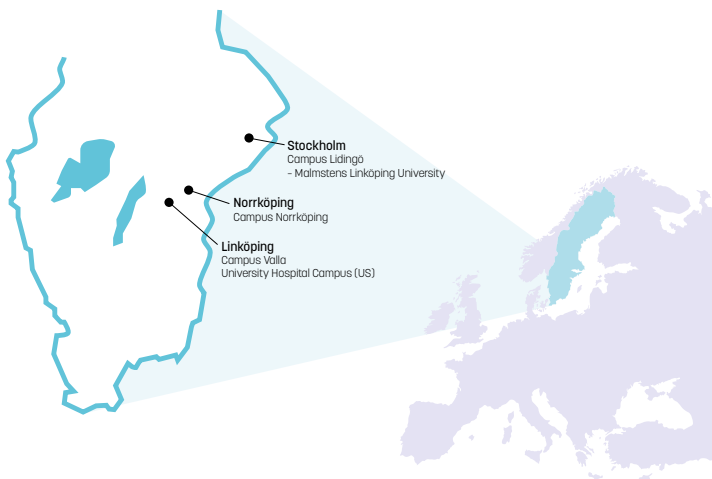 Stockholm
Campus Lidingö
– Malmstens Linköping University
Norrköping
Campus Norrköping
Linköping
Campus Valla
University Hospital Campus (US)